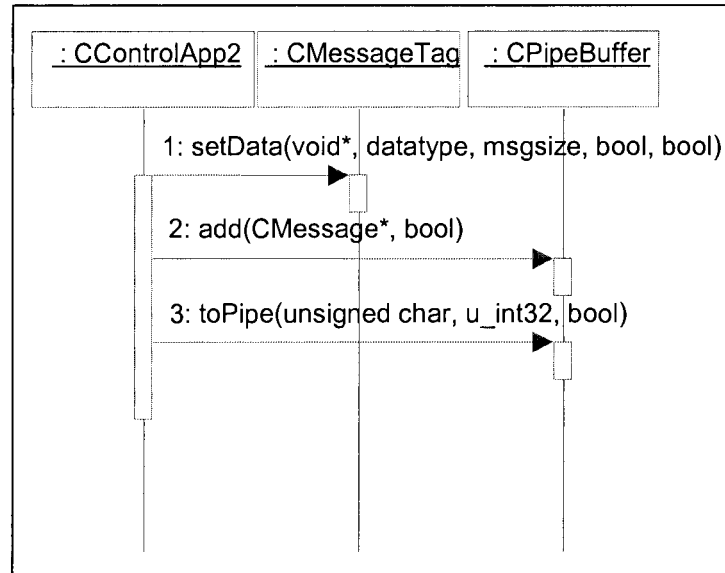 : CControlApp2
: CMessageTag
: CPipeBuffer
1: setData(void*, datatype, msgsize, bool, bool)
2: add(CMessage*, bool)
3: toPipe(unsigned char, u_int32, bool)